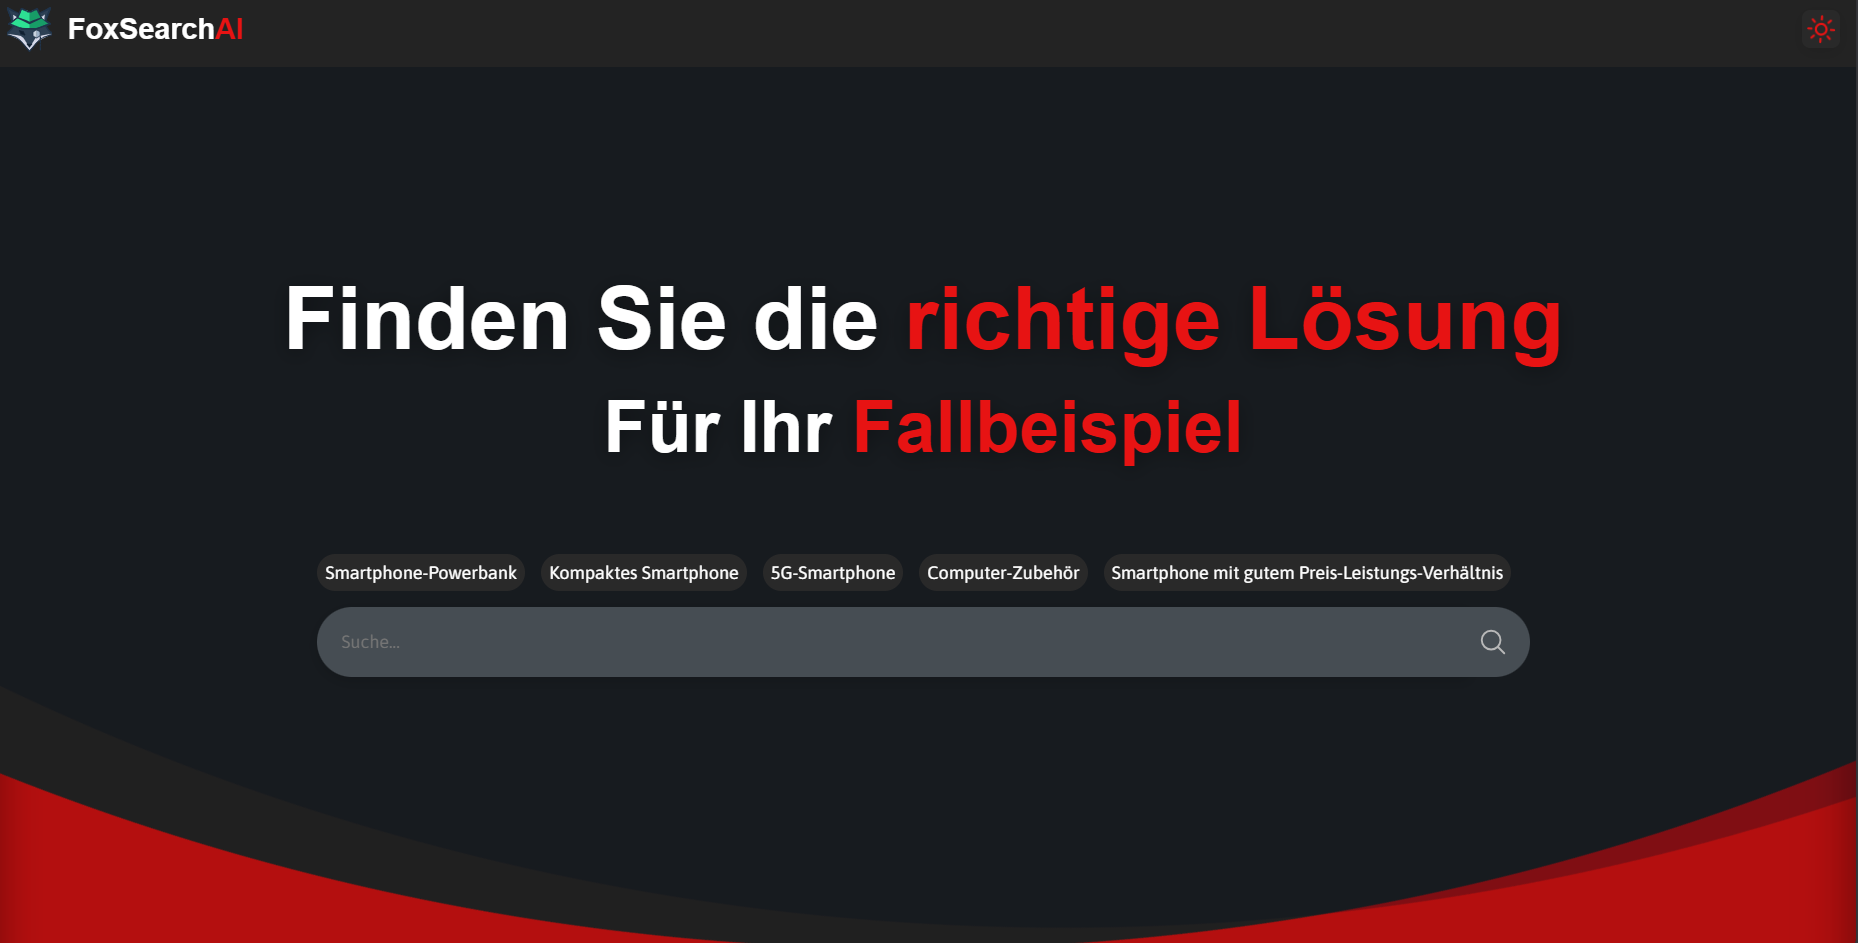 FoxSearchAI
Finden Sie die richtige Lösung
Für Ihr Fallbeispiel
Smartphone-Powerbank Kompaktes Smartphone 5G-Smartphone Computer-Zubehör Smartphone mit gutem Preis-Leistungs-Verhältnis
Suche...